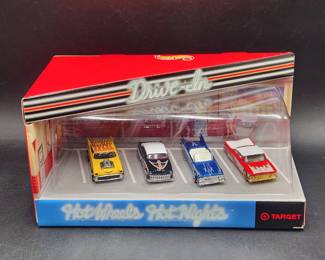 Drive-In
Hot Wheels Hot Nights
TARGET